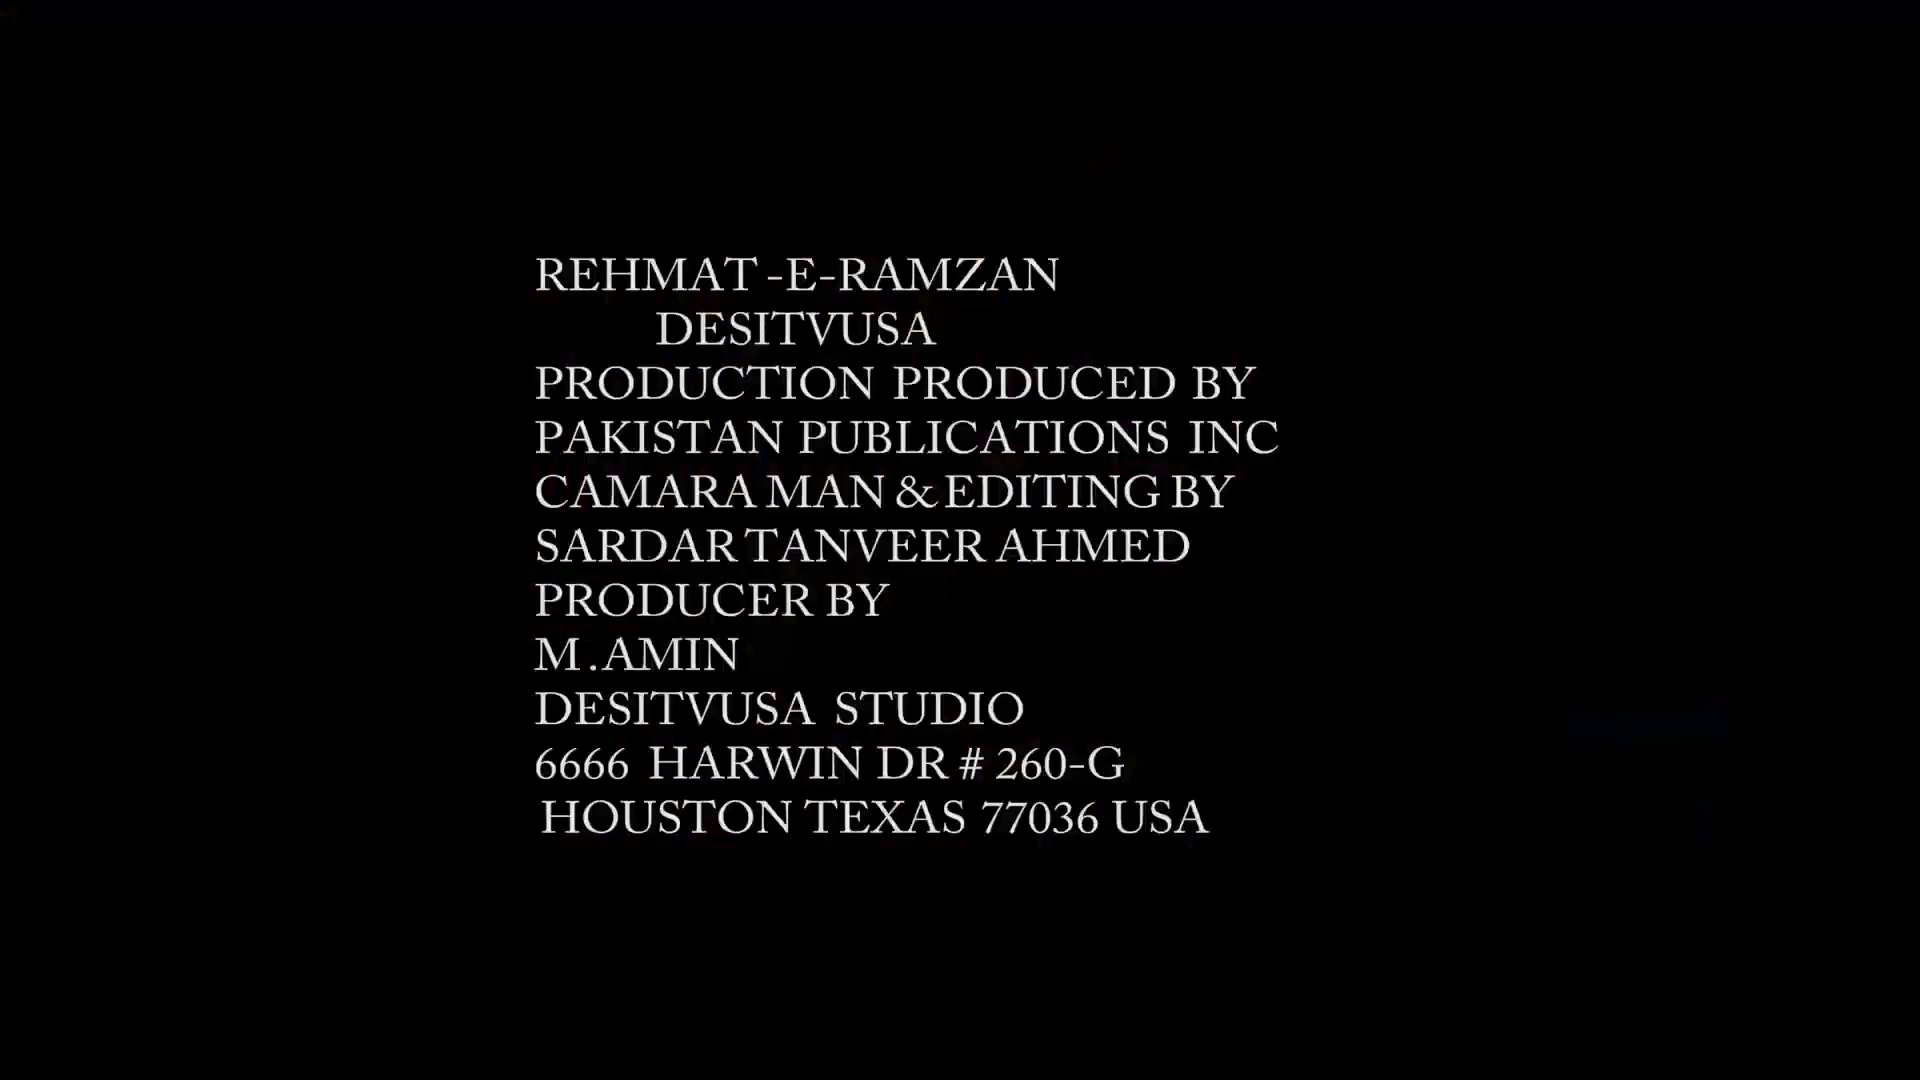 REHMAT -E-RAMZAN
DESITVUSA
PRODUCTION PRODUCED BY
PAKISTAN PUBLICATIONS INC
CAMARA MAN & EDITING BY
SARDAR TANVEER AHMED
PRODUCER BY
M .AMIN
DESITVUSA STUDIO
6666 HARWIN DR # 260-G
HOUSTON TEXAS 77036 USA